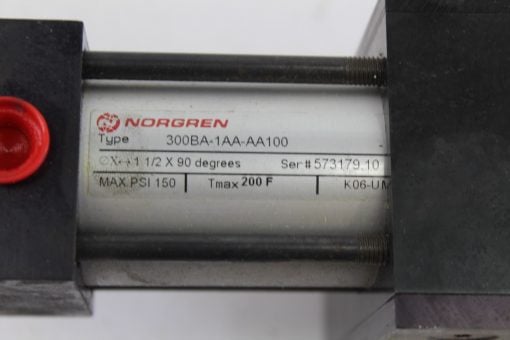 NORGREN
Type 300BA-1AA-AA100
∅X↔1 1/2 X 90 degrees Ser# 573179.10
MAX PSI 150 Tmax 200 F K06-UM